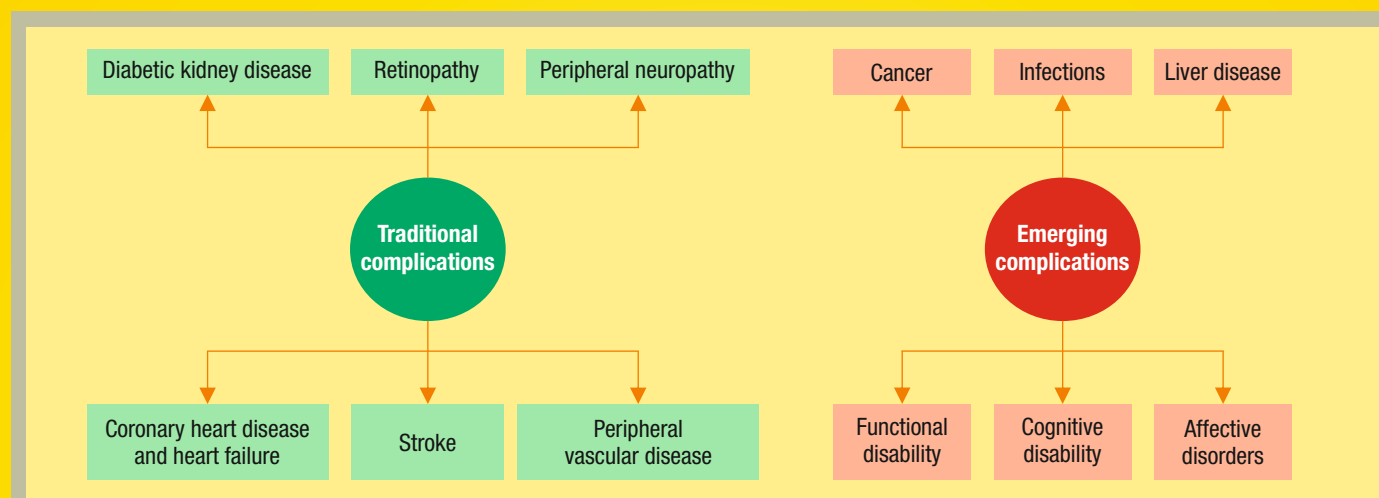 Diabetic kidney disease
Retinopathy
Peripheral neuropathy
Traditional
complications
Coronary heart disease
and heart failure
Stroke
Peripheral
vascular disease
Cancer
Infections
Liver disease
Emerging
complications
Functional
disability
Cognitive
disability
Affective
disorders